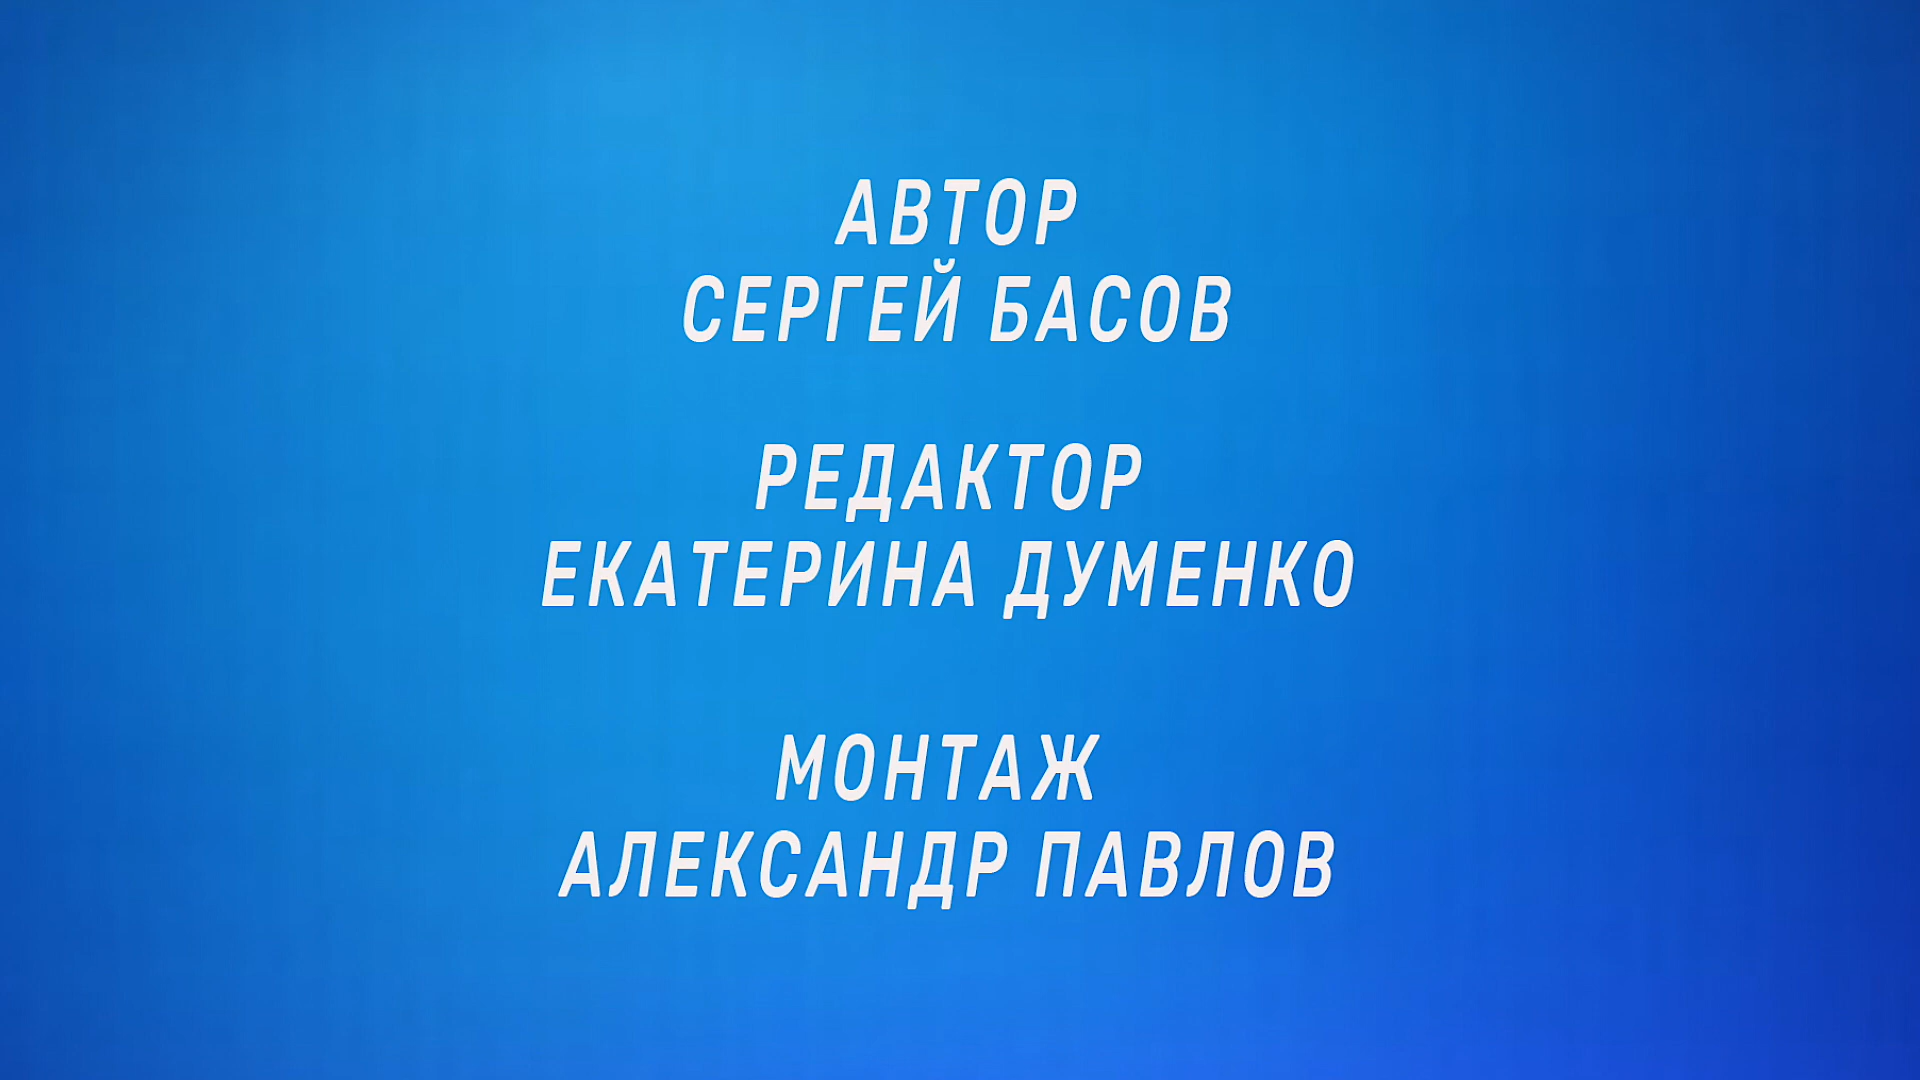 АВТОР
СЕРГЕЙ БАСОВ
РЕДАКТОР
ЕКАТЕРИНА ДУМЕНКО
МОНТАЖ
АЛЕКСАНДР ПАВЛОВ